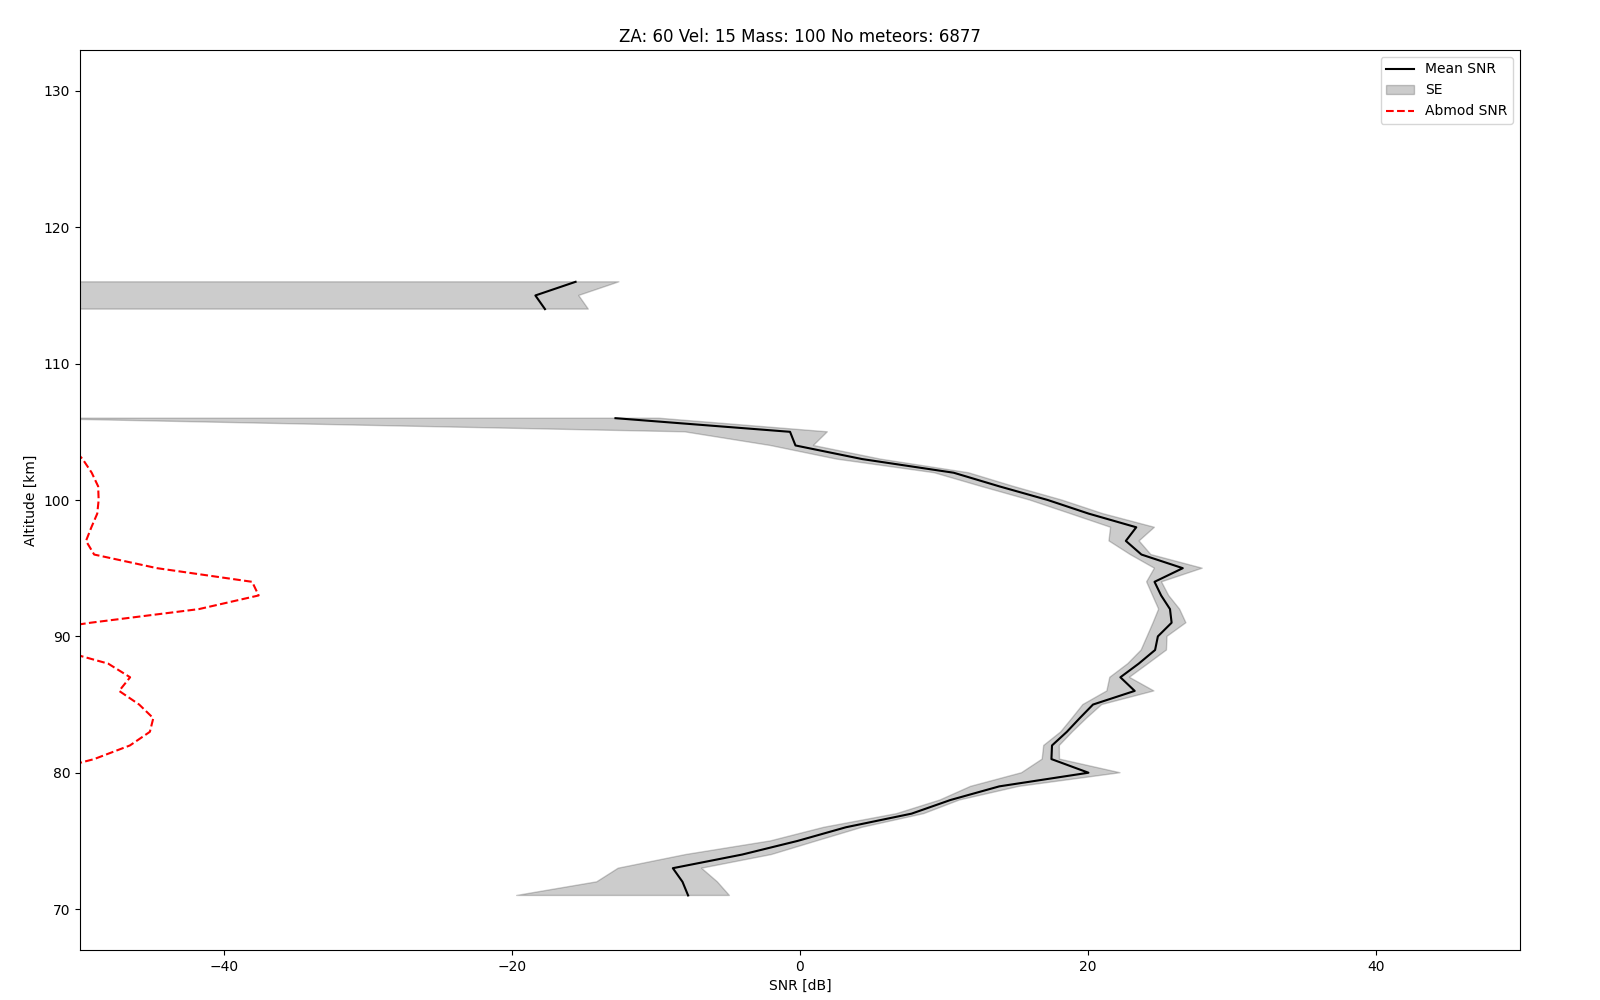 ZA: 60 Vel: 15 Mass: 100 No meteors: 6877
Mean SNR
SE
Abmod SNR
130
120
110
100
90
80
70
Altitude [km]
−40
−20
0
20
40
SNR [dB]